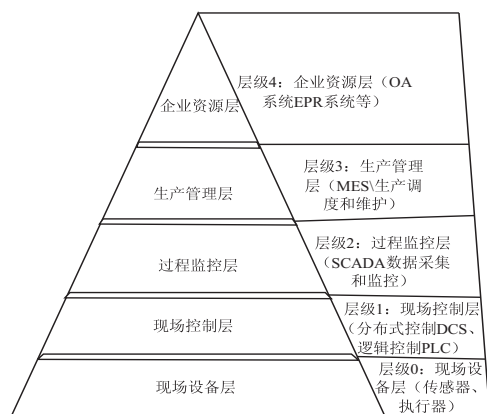 层级4：企业资源层（OA
系统EPR系统等）
企业资源层
层级3：生产管理
层（MES\生产调
度和维护）
生产管理层
层级2：过程监控层
（SCADA数据采集
和监控）
过程监控层
层级1：现场控制层
（分布式控制DCS、
逻辑控制PLC）
现场控制层
层级0：现场设
备层（传感器、
执行器）
现场设备层